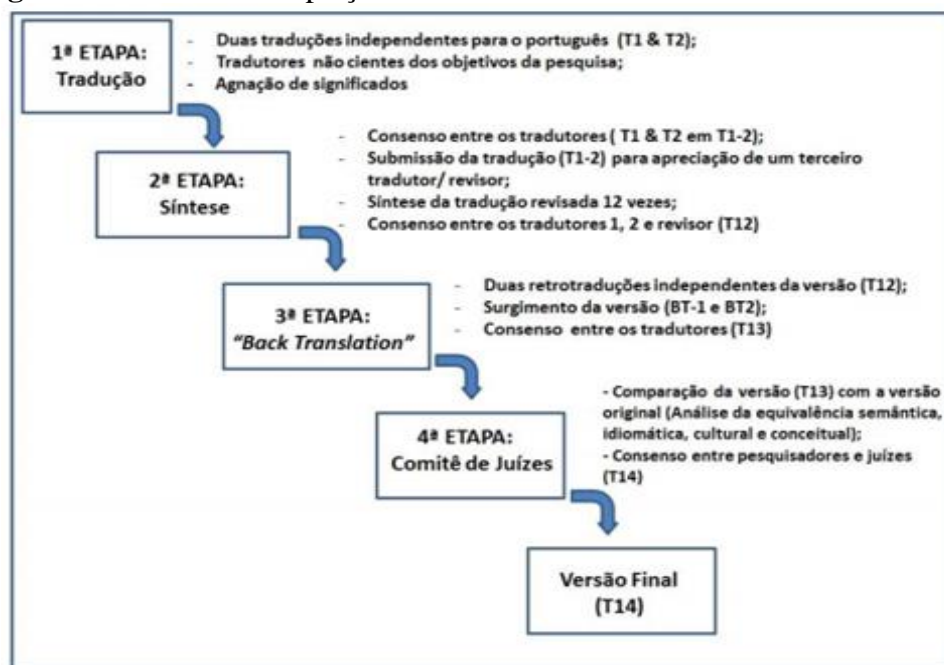 1ª ETAPA:
Tradução
- Duas traduções independentes para o português (T1 & T2);
- Tradutores não cientes dos objetivos da pesquisa;
- Agnação de significados
2ª ETAPA:
Síntese
- Consenso entre os tradutores ( T1 & T2 em T1-2);
- Submissão da tradução (T1-2) para apreciação de um terceiro
tradutor/ revisor;
- Síntese da tradução revisada 12 vezes;
- Consenso entre os tradutores 1, 2 e revisor (T12)
3ª ETAPA:
“Back Translation”
- Duas retrotraduções independentes da versão (T12);
- Surgimento da versão (BT-1 e BT2);
- Consenso entre os tradutores (T13)
4ª ETAPA:
Comitê de Juízes
- Comparação da versão (T13) com a versão
original (Análise da equivalência semântica,
idiomática, cultural e conceitual);
- Consenso entre pesquisadores e juízes
(T14)
Versão Final
(T14)